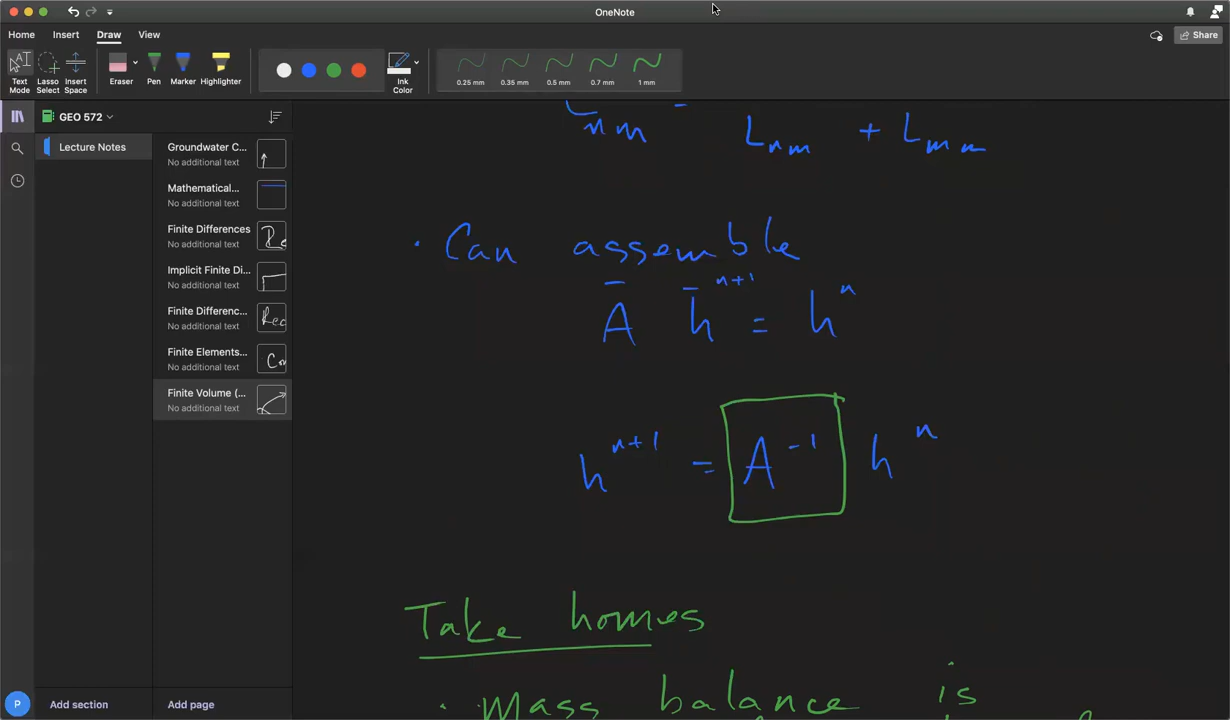 OneNote
Home Insert Draw View
Share
Text Mode
Lasso Select
Insert Space
Eraser
Pen
Marker
Highlighter
Ink Color
0.25 mm
0.35 mm
0.5 mm
0.7 mm
1 mm
GEO 572
Lecture Notes
Groundwater C...
No additional text
Mathematical...
No additional text
Finite Differences
No additional text
Implicit Finite Di...
No additional text
Finite Differenc...
No additional text
Finite Elements...
No additional text
Finite Volume (...
No additional text
nm = L_nm + L_mn
· Can assemble
Ā h̄^n+1 = h^n
h^n+1 = A^-1 h^n
Take homes
· Mass balance is
P
Add section
Add page